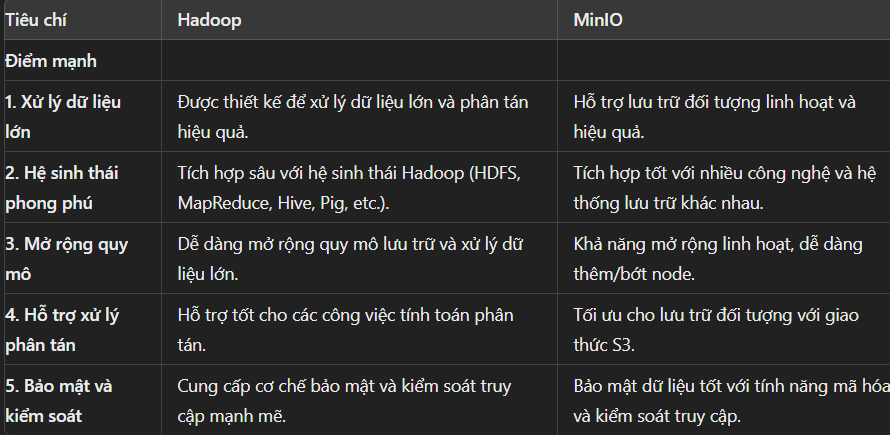 Tiêu chí Hadoop MinIO
Điểm mạnh
1. Xử lý dữ liệu Được thiết kế để xử lý dữ liệu lớn và phân tán Hỗ trợ lưu trữ đối tượng linh hoạt và
lớn hiệu quả. hiệu quả.
2. Hệ sinh thái Tích hợp sâu với hệ sinh thái Hadoop (HDFS, Tích hợp tốt với nhiều công nghệ và hệ
phong phú MapReduce, Hive, Pig, etc.). thống lưu trữ khác nhau.
3. Mở rộng quy Dễ dàng mở rộng quy mô lưu trữ và xử lý dữ Khả năng mở rộng linh hoạt, dễ dàng
mô liệu lớn. thêm/bớt node.
4. Hỗ trợ xử lý Hỗ trợ tốt cho các công việc tính toán phân Tối ưu cho lưu trữ đối tượng với giao
phân tán tán. thức S3.
5. Bảo mật và Cung cấp cơ chế bảo mật và kiểm soát truy Bảo mật dữ liệu tốt với tính năng mã hóa
kiểm soát cập mạnh mẽ. và kiểm soát truy cập.